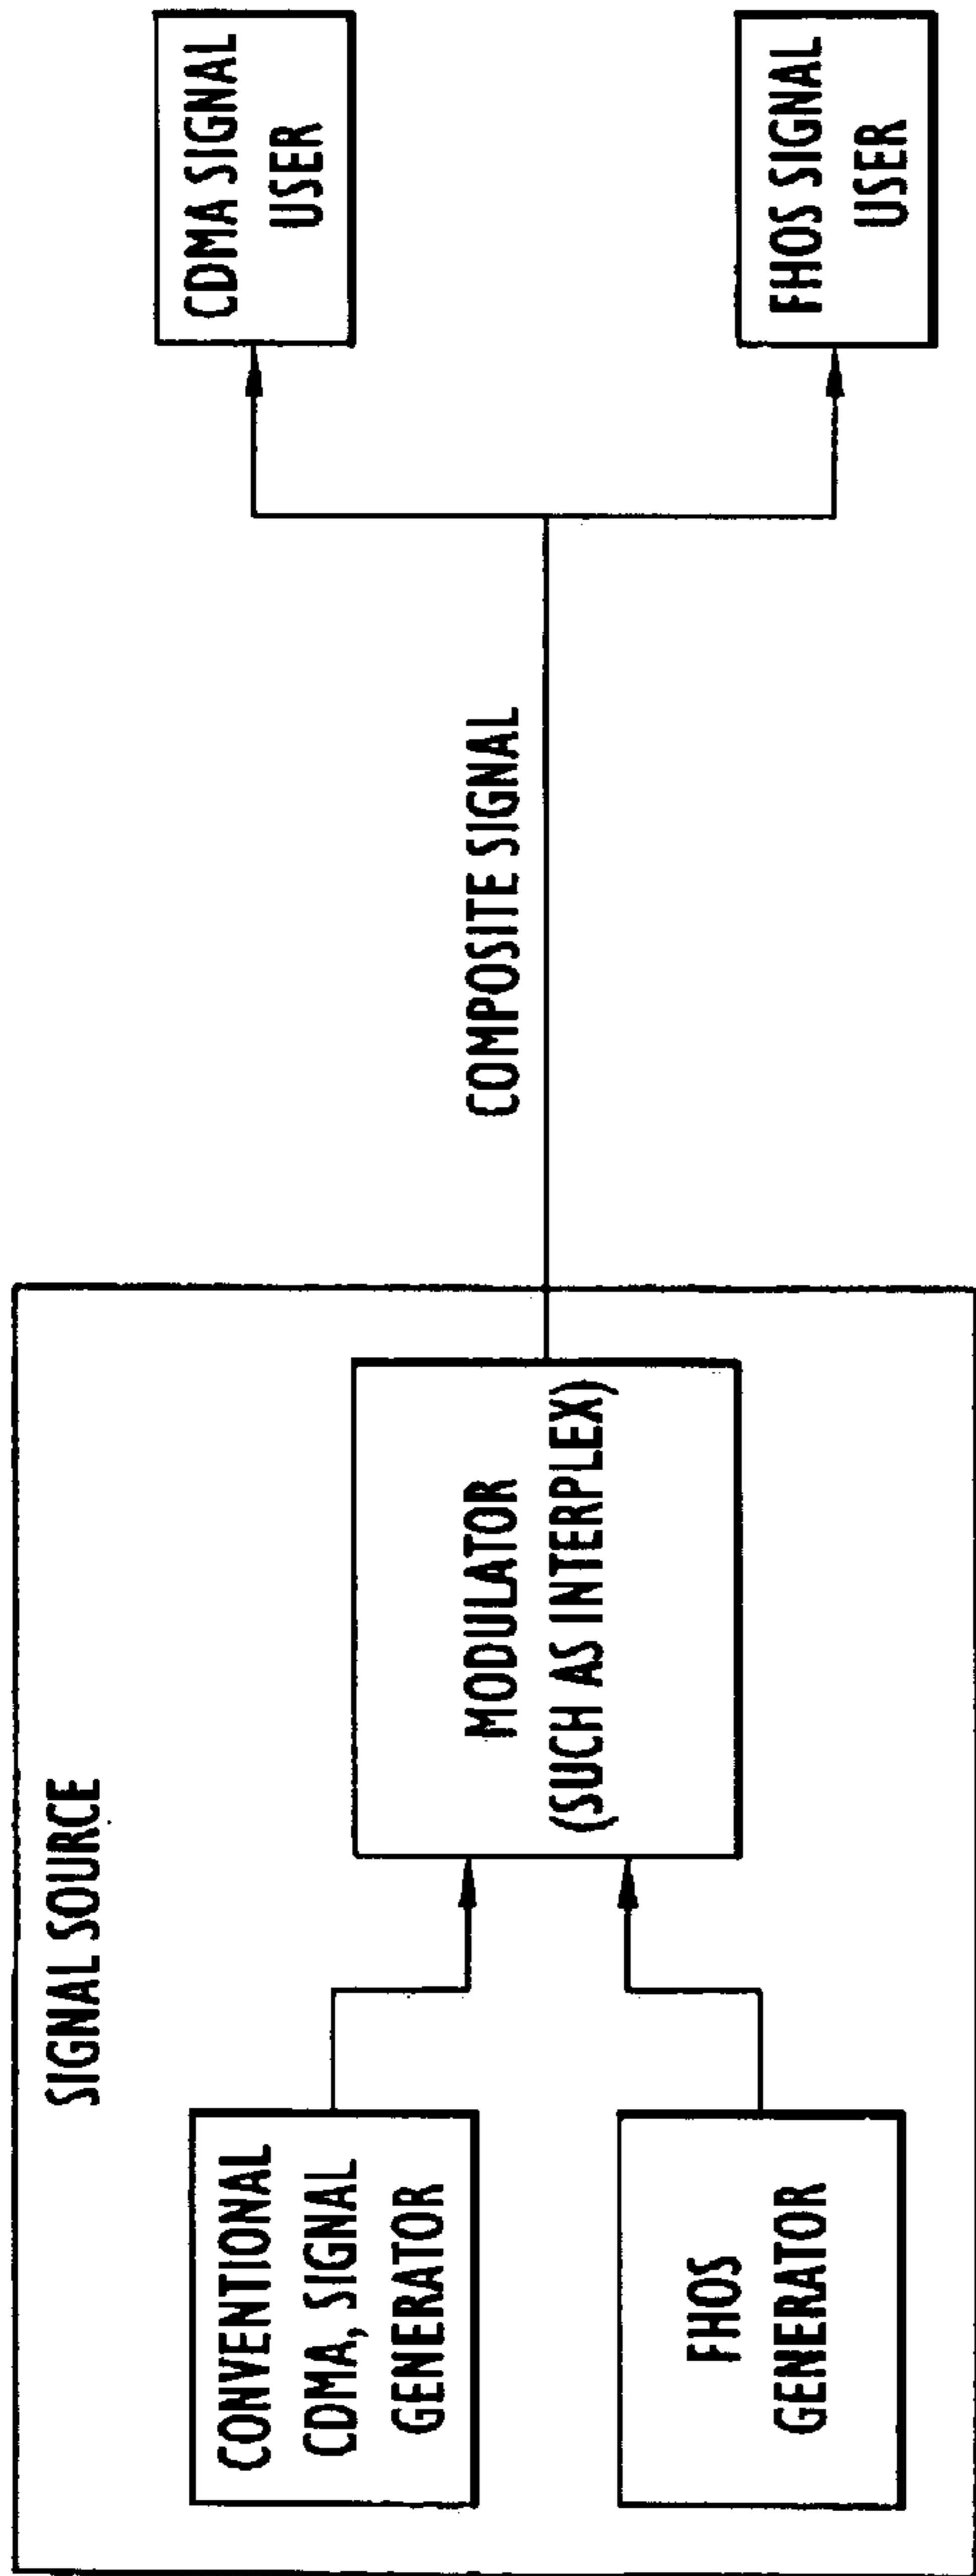 SIGNAL SOURCE
CONVENTIONAL
CDMA, SIGNAL
GENERATOR
FHOS
GENERATOR
MODULATOR
(SUCH AS INTERPLEX)
COMPOSITE SIGNAL
CDMA SIGNAL
USER
FHOS SIGNAL
USER